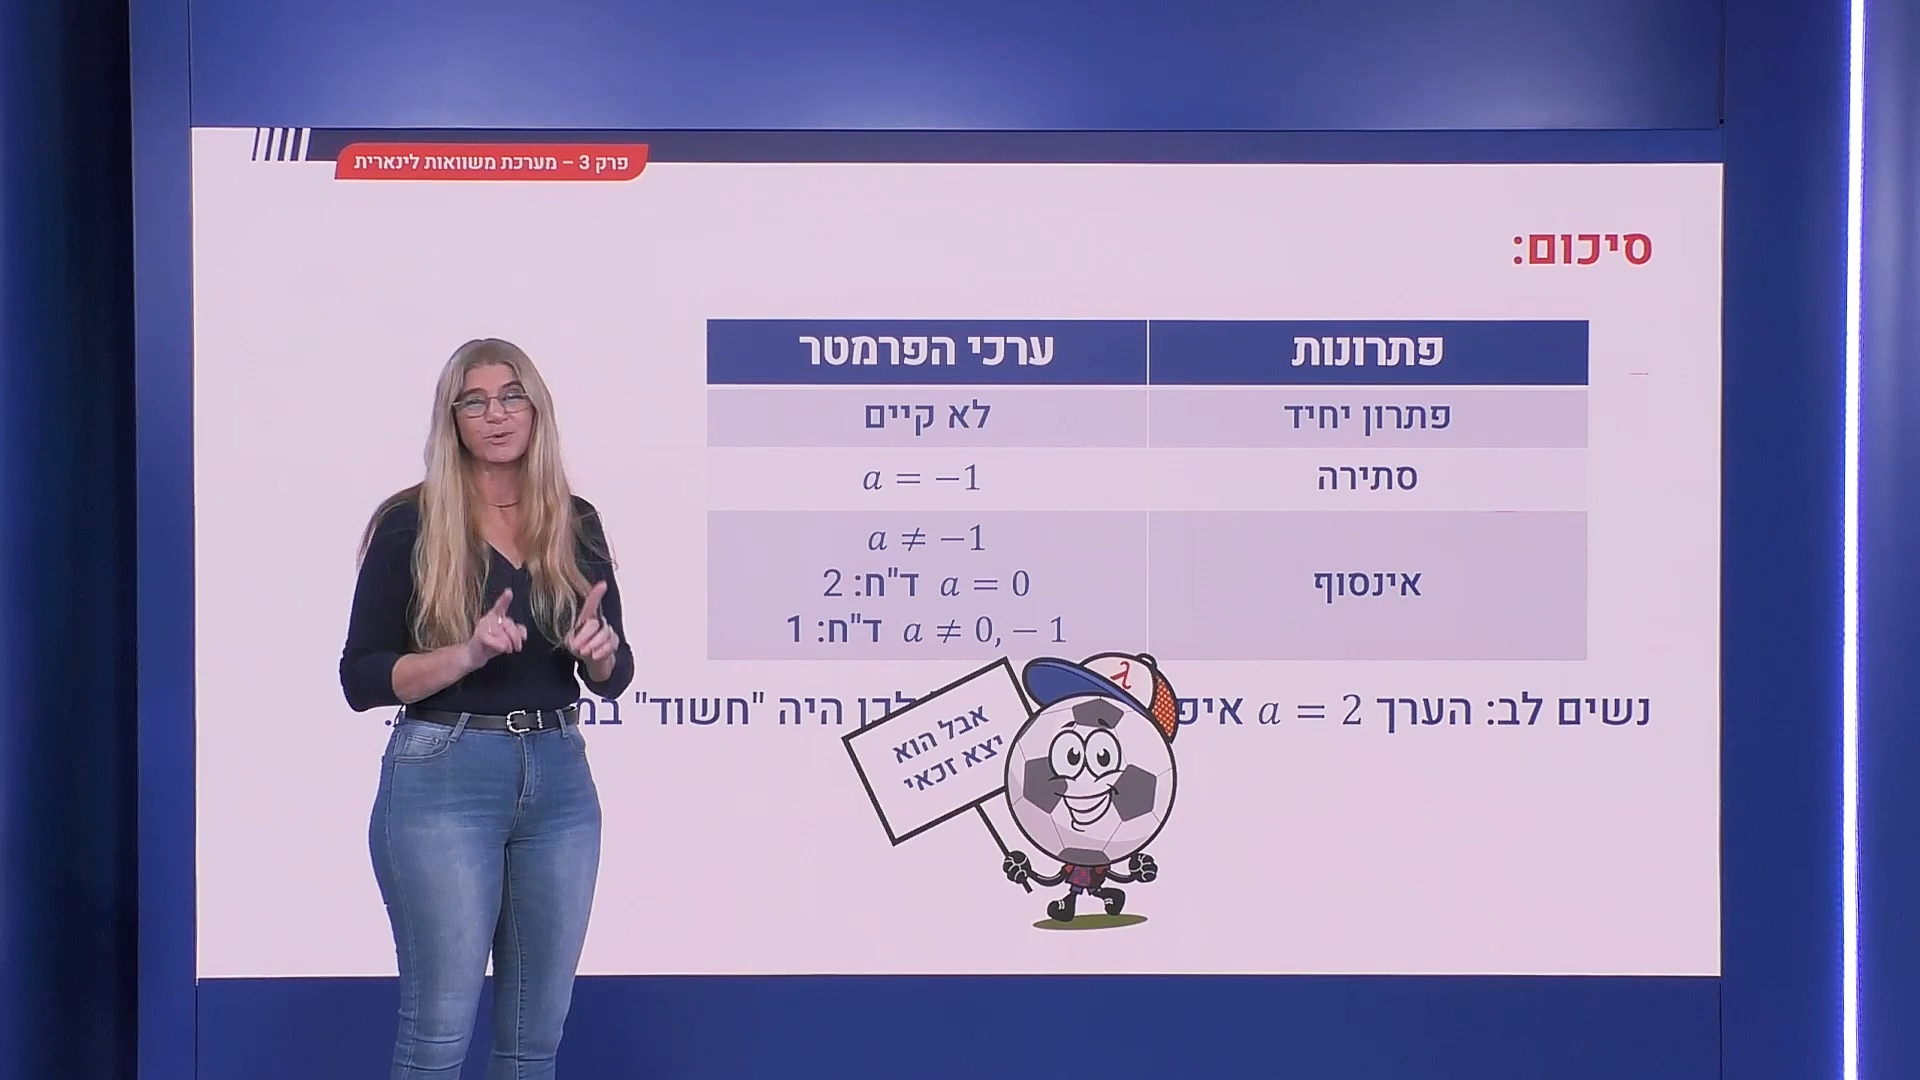 פרק 3 – מערכת משוואות לינארית
סיכום:
פתרונות ערכי הפרמטר
פתרון יחיד לא קיים
סתירה a = −1
a ≠ −1
אינסוף a = 0 ד"ח: 2
a ≠ 0, − 1 ד"ח: 1
נשים לב: הערך a = 2 לכן היה "חשוד"
אבל הוא
יצא זכאי
λ